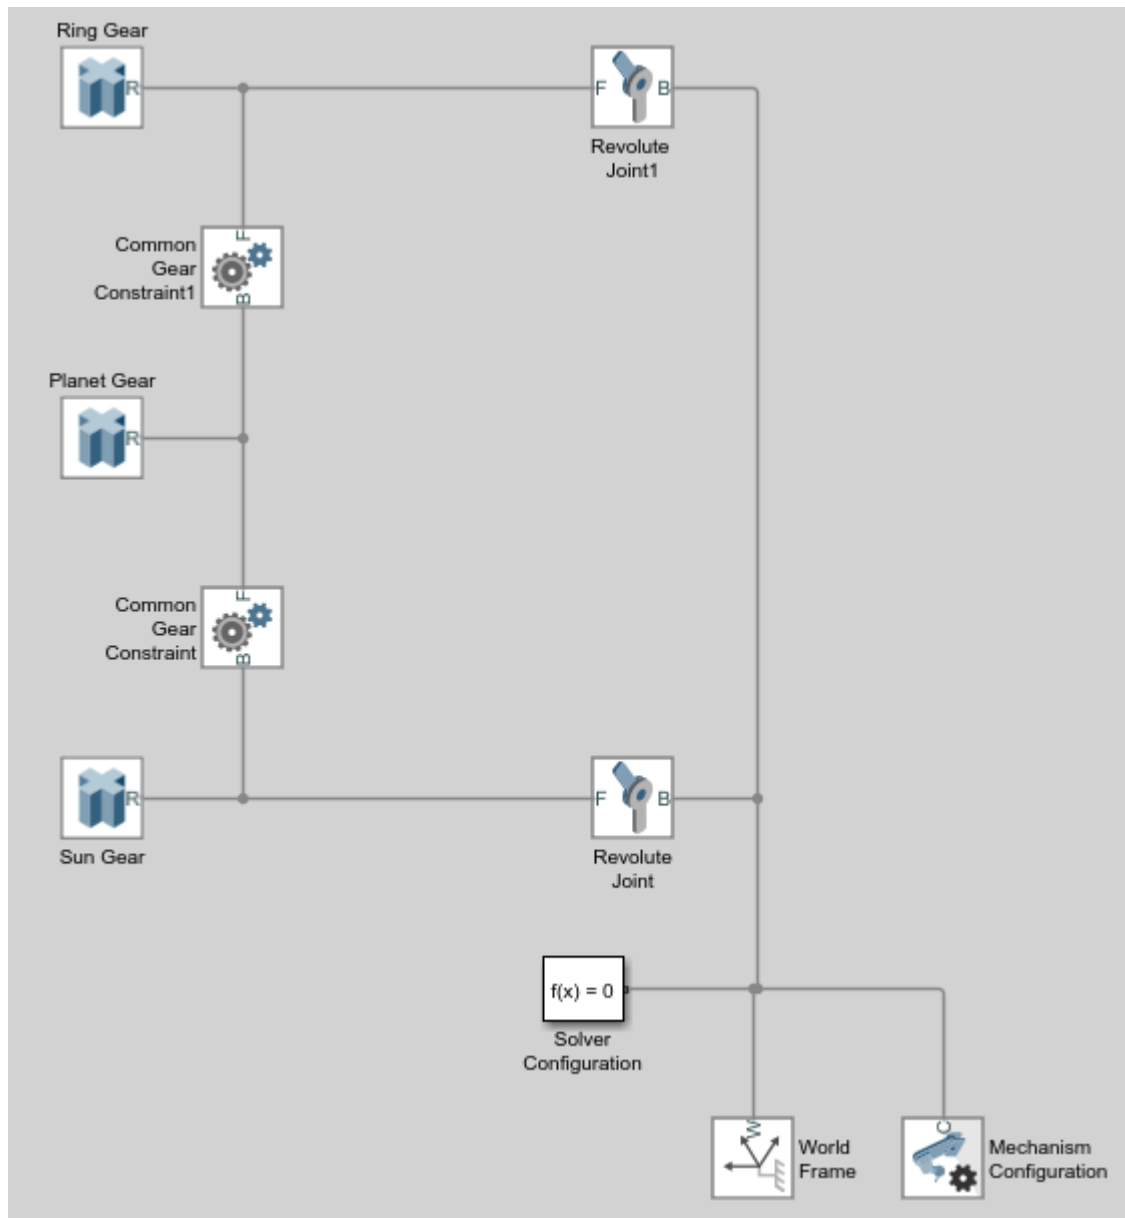 Ring Gear
R
F
B
Revolute
Joint1
F
Common
Gear
Constraint1
B
Planet Gear
R
F
Common
Gear
Constraint
B
R
F
B
Sun Gear
Revolute
Joint
f(x) = 0
Solver
Configuration
W
World
Frame
C
Mechanism
Configuration